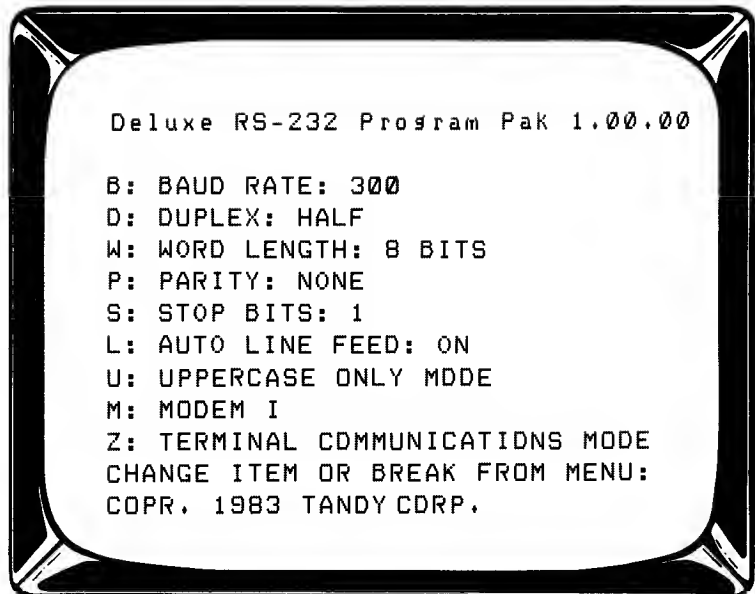 Deluxe RS-232 Program Pak 1.00.00
B: BAUD RATE: 300
D: DUPLEX: HALF
W: WORD LENGTH: 8 BITS
P: PARITY: NONE
S: STOP BITS: 1
L: AUTO LINE FEED: ON
U: UPPERCASE ONLY MODE
M: MODEM I
Z: TERMINAL COMMUNICATIONS MODE
CHANGE ITEM OR BREAK FROM MENU:
COPR. 1983 TANDY CORP.